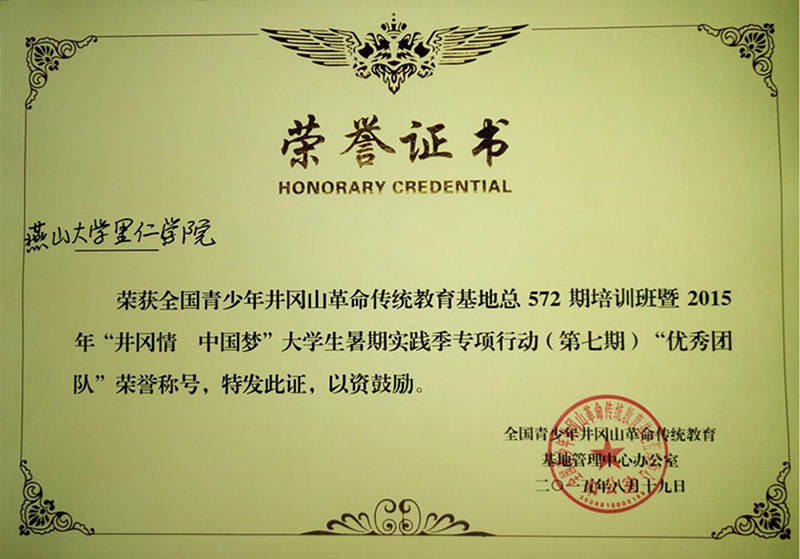 荣誉证书
HONORARY CREDENTIAL
燕山大学里仁学院
荣获全国青少年井冈山革命传统教育基地总 572 期培训班暨 2015
年“井冈情　中国梦”大学生暑期实践季专项行动（第七期）“优秀团
队”荣誉称号，特发此证，以资鼓励。
全国青少年井冈山革命传统教育
基地管理中心办公室
二〇一五年八月十九日